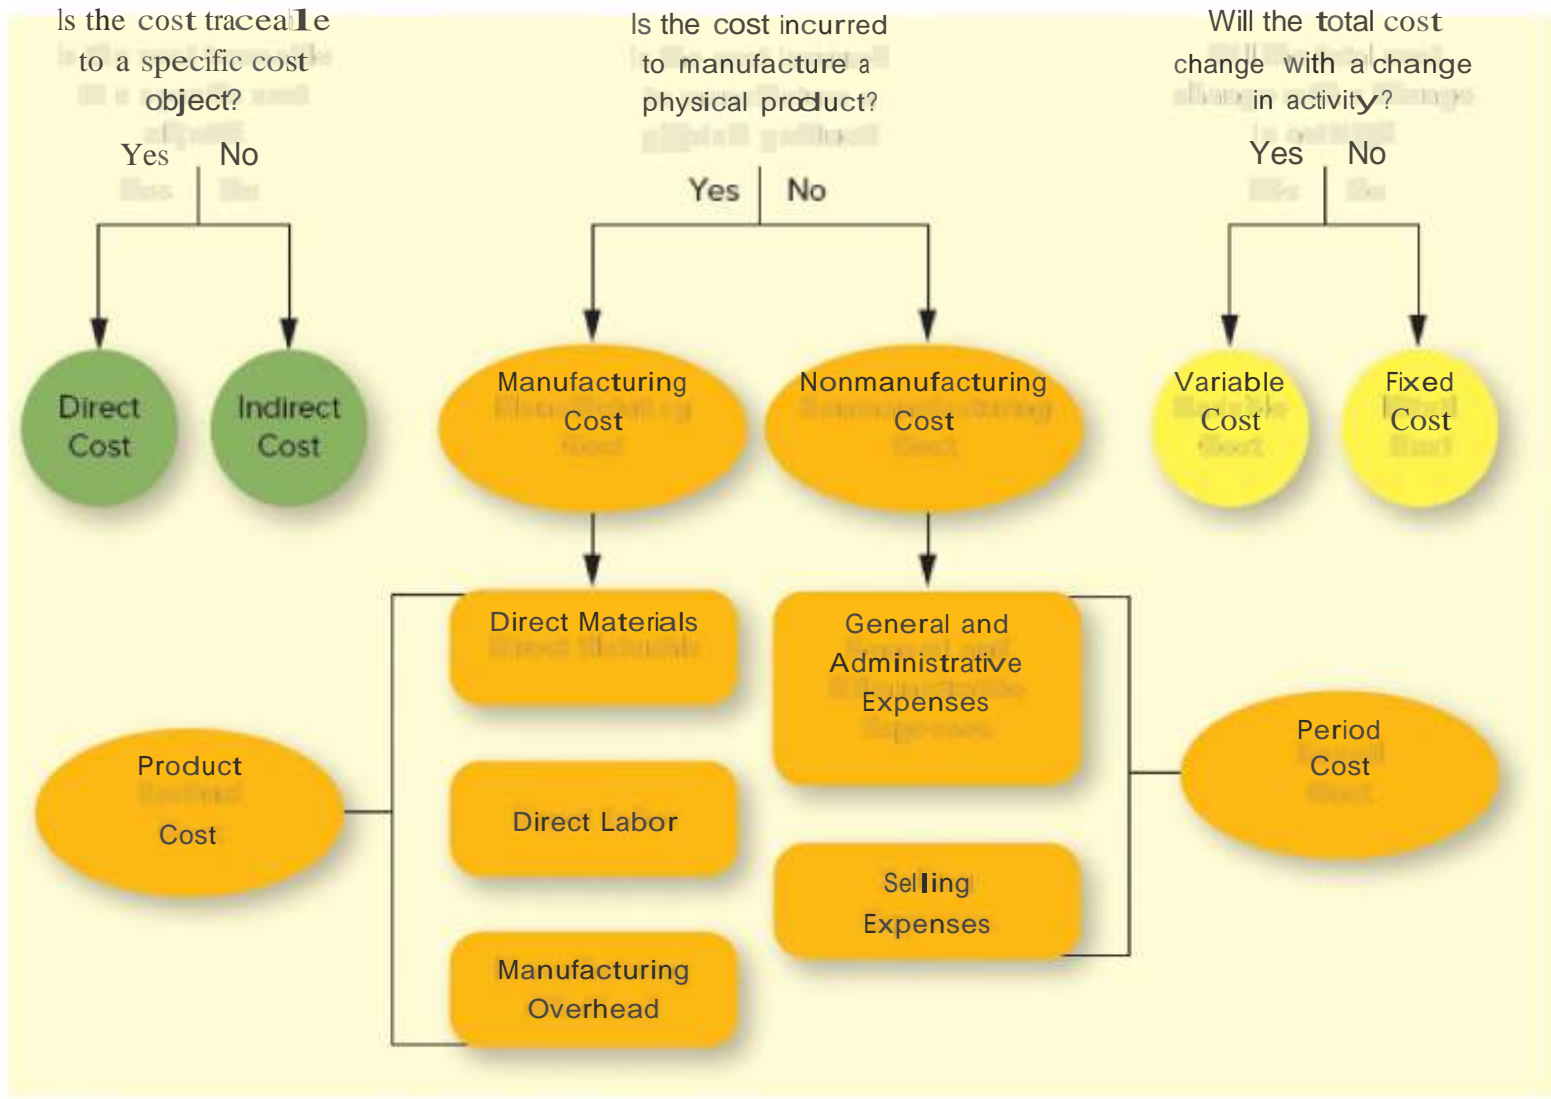 Is the cost traceable
to a specific cost
object?
Yes No
Direct
Cost
Indirect
Cost
Is the cost incurred
to manufacture a
physical product?
Yes No
Manufacturing
Cost
Nonmanufacturing
Cost
Will the total cost
change with a change
in activity?
Yes No
Variable
Cost
Fixed
Cost
Direct Materials
Direct Labor
Manufacturing
Overhead
Product
Cost
General and
Administrative
Expenses
Selling
Expenses
Period
Cost